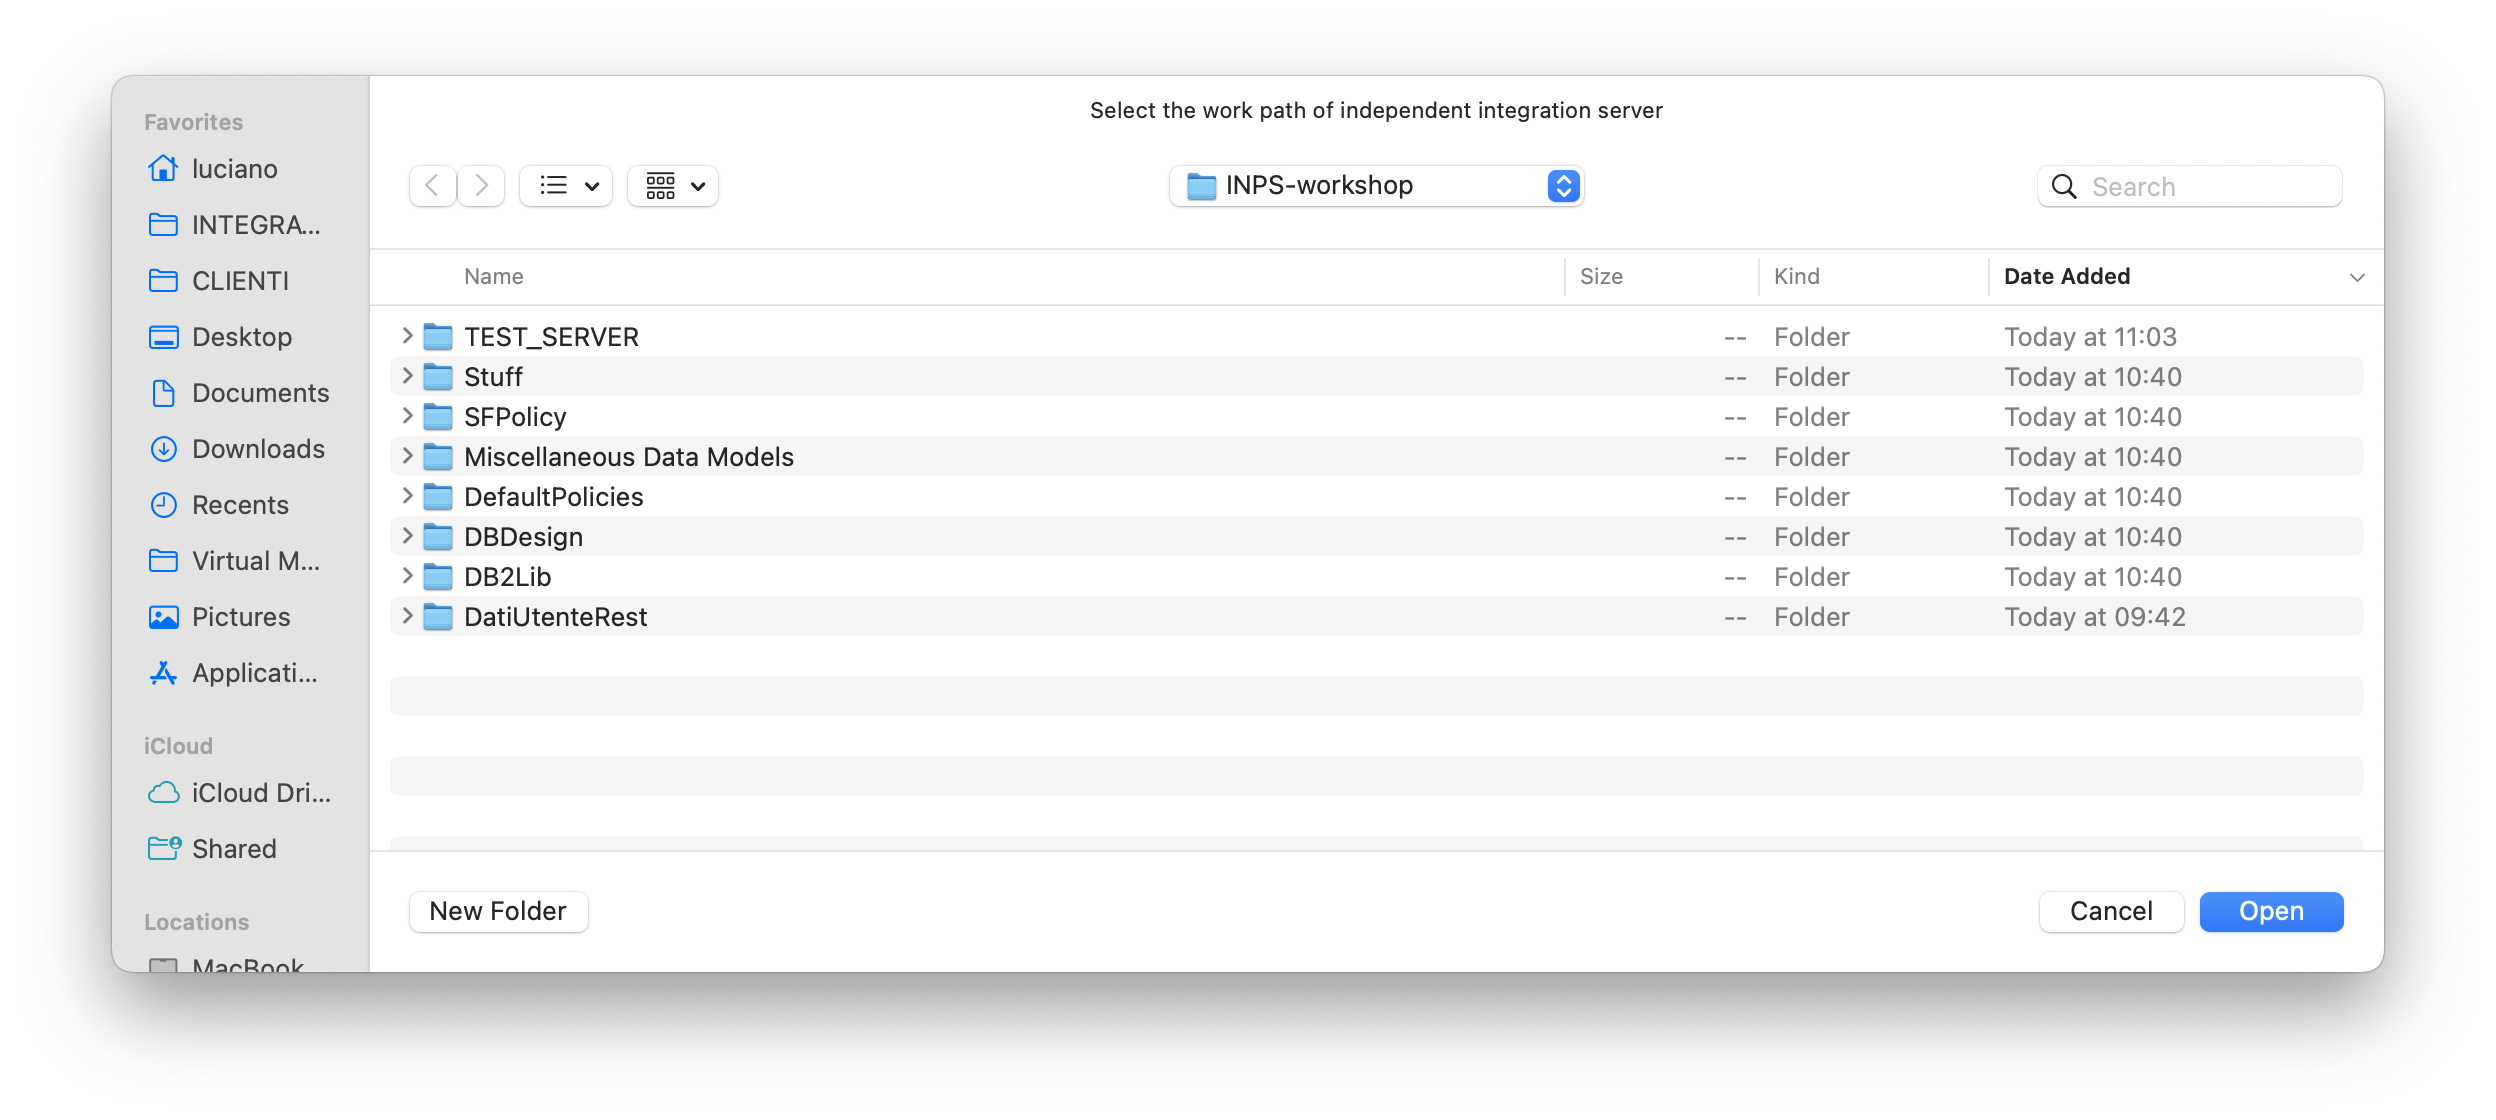 Select the work path of independent integration server
INPS-workshop
Search
Favorites
luciano
INTEGRA...
CLIENTI
Desktop
Documents
Downloads
Recents
Virtual M...
Pictures
Applicati...
iCloud
iCloud Dri...
Shared
Locations
MacBook
Name Size Kind Date Added
TEST_SERVER -- Folder Today at 11:03
Stuff -- Folder Today at 10:40
SFPolicy -- Folder Today at 10:40
Miscellaneous Data Models -- Folder Today at 10:40
DefaultPolicies -- Folder Today at 10:40
DBDesign -- Folder Today at 10:40
DB2Lib -- Folder Today at 10:40
DatiUtenteRest -- Folder Today at 09:42
New Folder Cancel Open